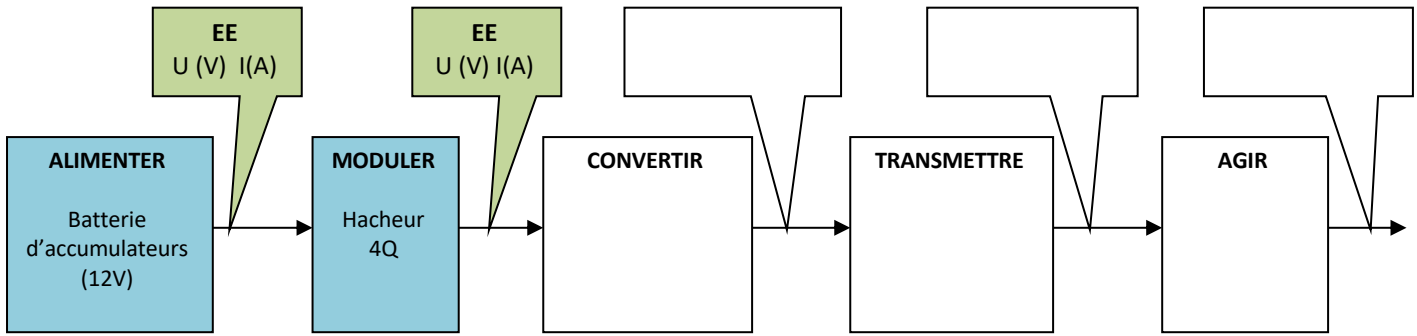 EE
U (V) I(A)
EE
U (V) I(A)
ALIMENTER
Batterie
d’accumulateurs
(12V)
MODULER
Hacheur
4Q
CONVERTIR
TRANSMETTRE
AGIR